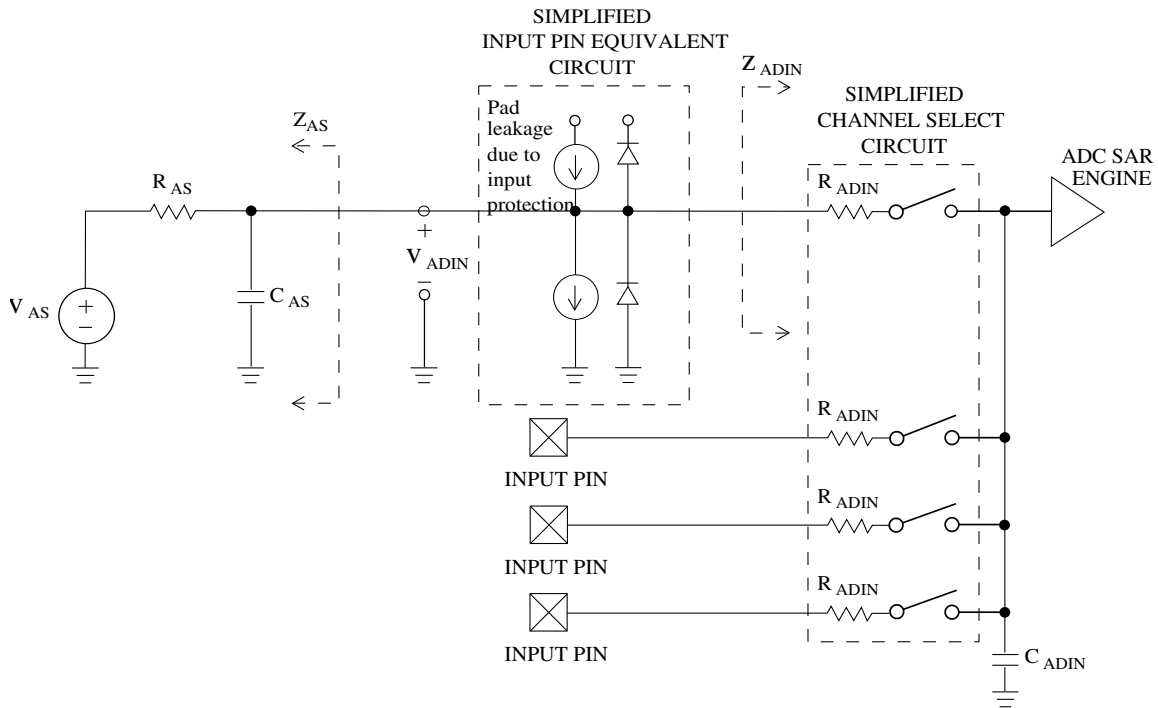 SIMPLIFIED
INPUT PIN EQUIVALENT
CIRCUIT
Z ADIN
SIMPLIFIED
CHANNEL SELECT
CIRCUIT
ADC SAR
ENGINE
Pad
leakage
due to
input
protection
Z AS
R AS
R ADIN
+
V ADIN
−
V AS
+
−
C AS
R ADIN
INPUT PIN
R ADIN
INPUT PIN
R ADIN
INPUT PIN
C ADIN